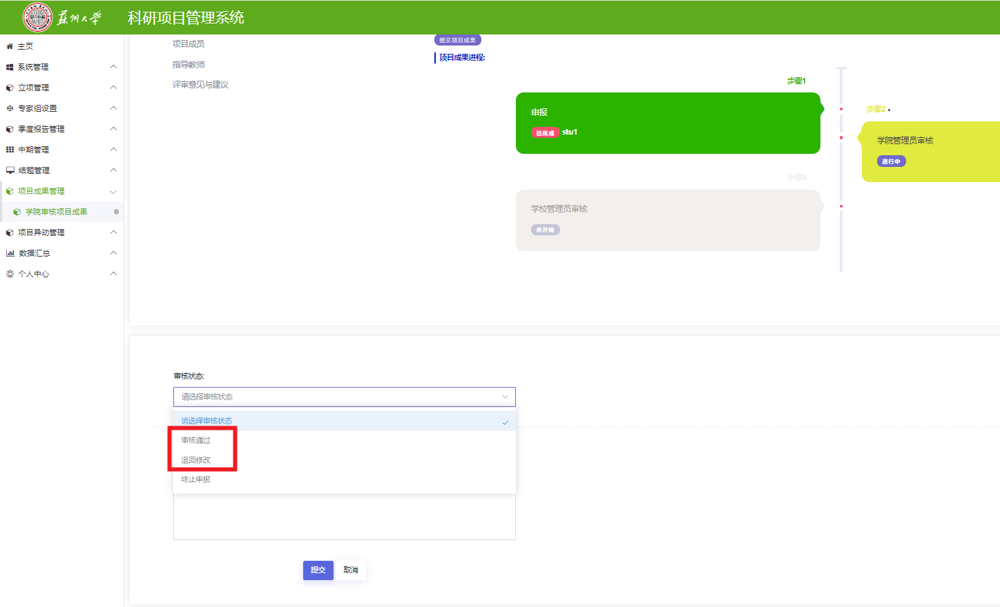 蘇州大学
科研项目管理系统
主页
系统管理
立项管理
专家组设置
季度报告管理
中期管理
结题管理
项目成果管理
学院审核项目成果
项目异动管理
数据汇总
个人中心
项目成员
指导教师
评审意见与建议
提交项目成果
项目成果进程:
步骤1
申报
已完成 stu1
步骤2
学院管理员审核
进行中
步骤3
学校管理员审核
未开始
审核状态:
请选择审核状态
请选择审核状态
审核通过
退回修改
终止申报
提交
取消